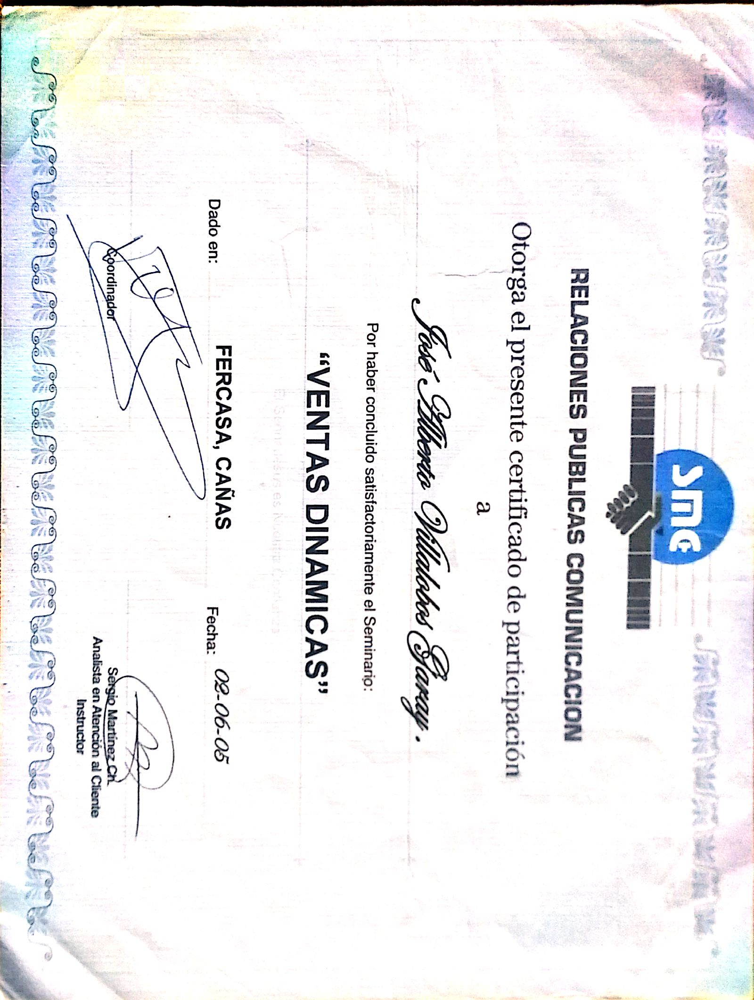 SMC
RELACIONES PUBLICAS COMUNICACION
Otorga el presente certificado de participación
a
José Alberto Villalobos Garay.
Por haber concluido satisfactoriamente el Seminario:
“VENTAS DINAMICAS”
Dado en: FERCASA, CAÑAS Fecha: 02-06-05
Coordinador
Sergio Martínez Ch.
Analista en Atención al Cliente
Instructor